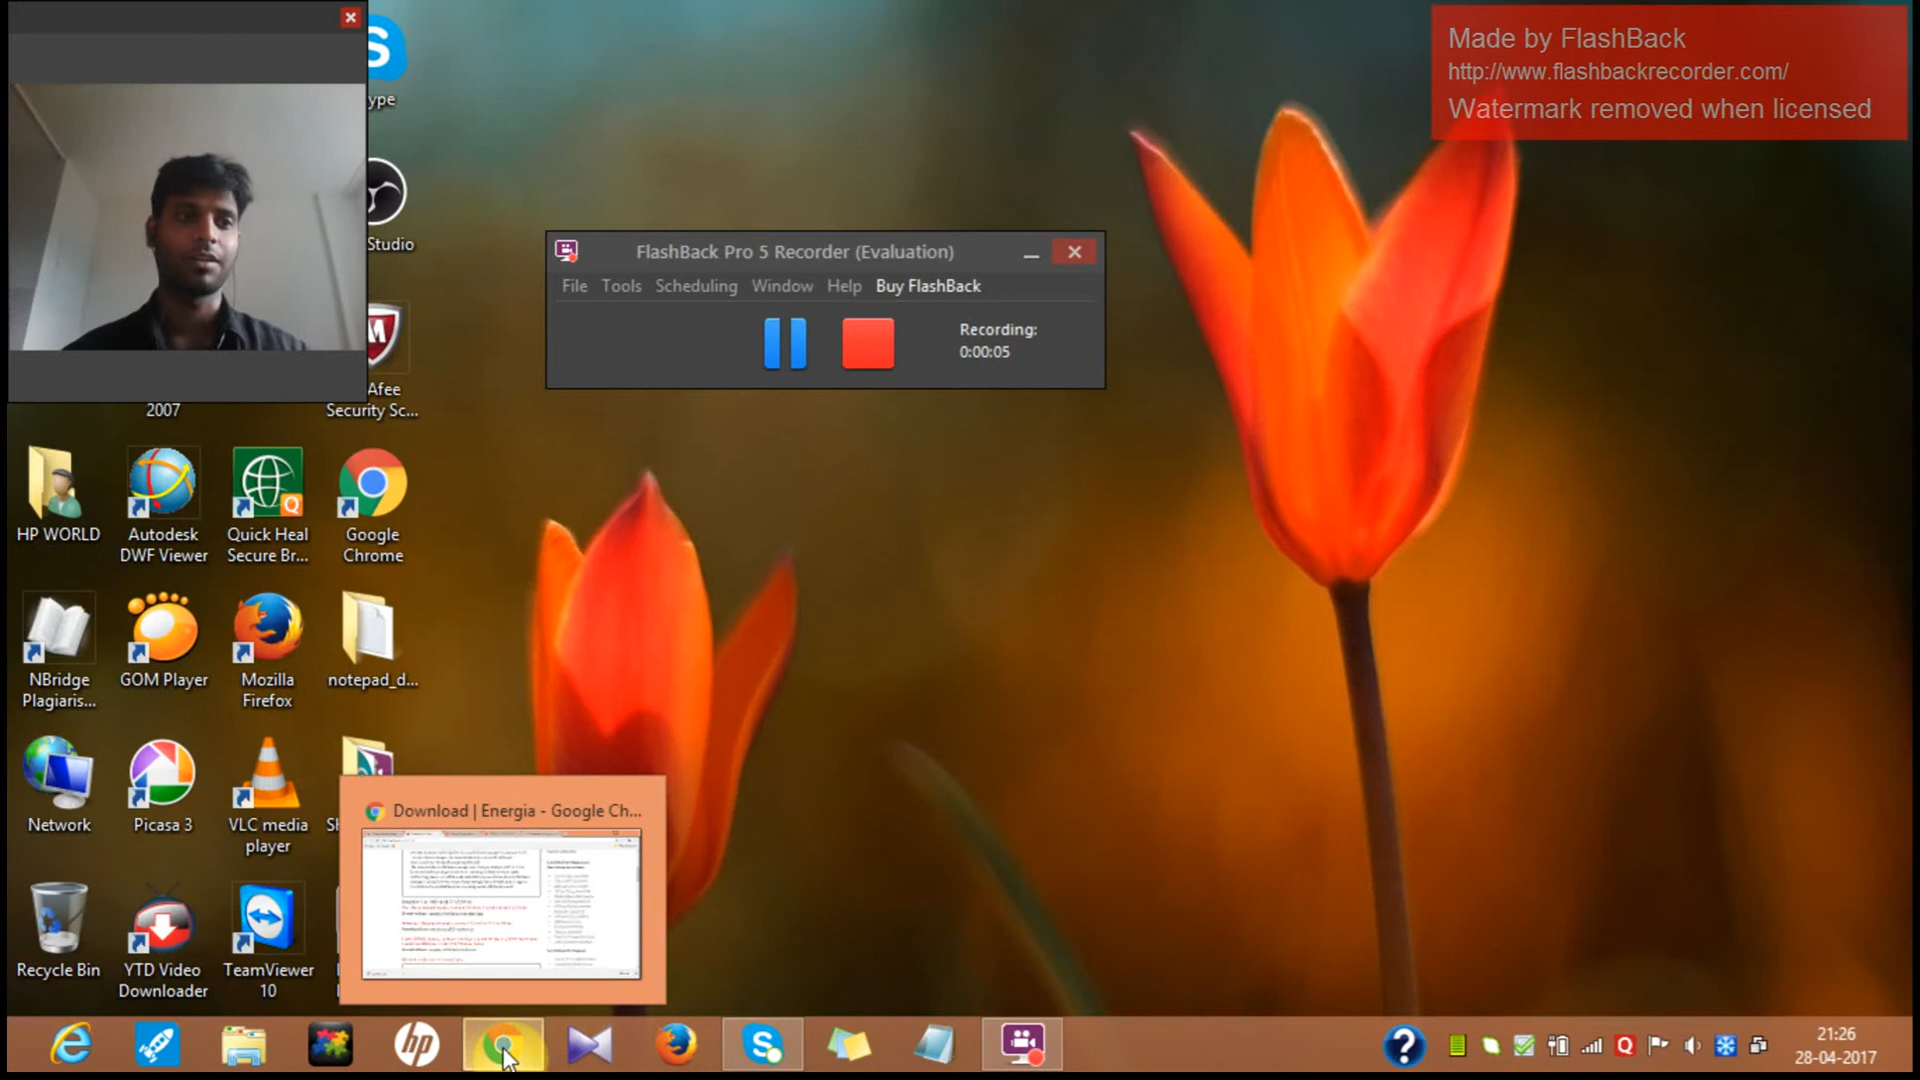 Made by FlashBack
http://www.flashbackrecorder.com/
Watermark removed when licensed
ype
Studio
FlashBack Pro 5 Recorder (Evaluation)
File Tools Scheduling Window Help Buy FlashBack
Recording:
0:00:05
2007
Afee
Security Sc...
HP WORLD
Autodesk
DWF Viewer
Quick Heal
Secure Br...
Google
Chrome
NBridge
Plagiaris...
GOM Player
Mozilla
Firefox
notepad_d...
Network
Picasa 3
VLC media
player
Download | Energia - Google Ch...
Recycle Bin
YTD Video
Downloader
TeamViewer
10
hp
21:26
28-04-2017